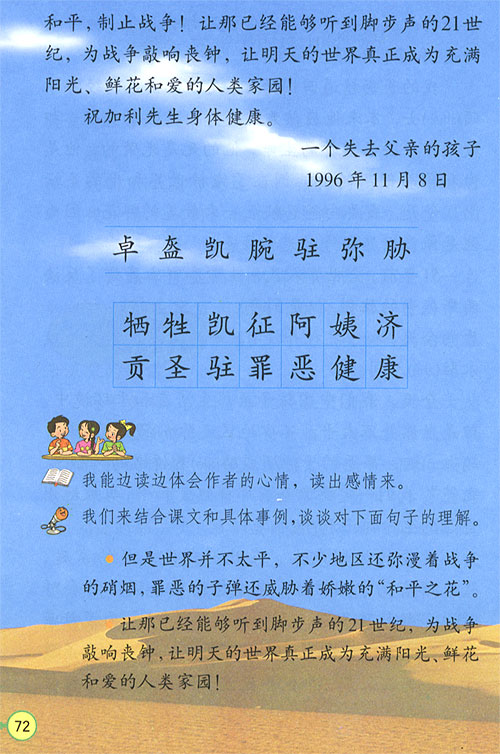 和平,制止战争!让那已经能够听到脚步声的21世
纪,为战争敲响丧钟,让明天的世界真正成为充满
阳光、鲜花和爱的人类家园!
祝加利先生身体健康。
一个失去父亲的孩子
1996年11月8日
卓 盔 凯 腕 驻 弥 胁
牺 牲 凯 征 阿 姨 济
贡 圣 驻 罪 恶 健 康
我能边读边体会作者的心情,读出感情来。
我们来结合课文和具体事例,谈谈对下面句子的理解。
但是世界并不太平,不少地区还弥漫着战争
的硝烟,罪恶的子弹还威胁着娇嫩的“和平之花”。
让那已经能够听到脚步声的21世纪,为战争
敲响丧钟,让明天的世界真正成为充满阳光、鲜花
和爱的人类家园!
72